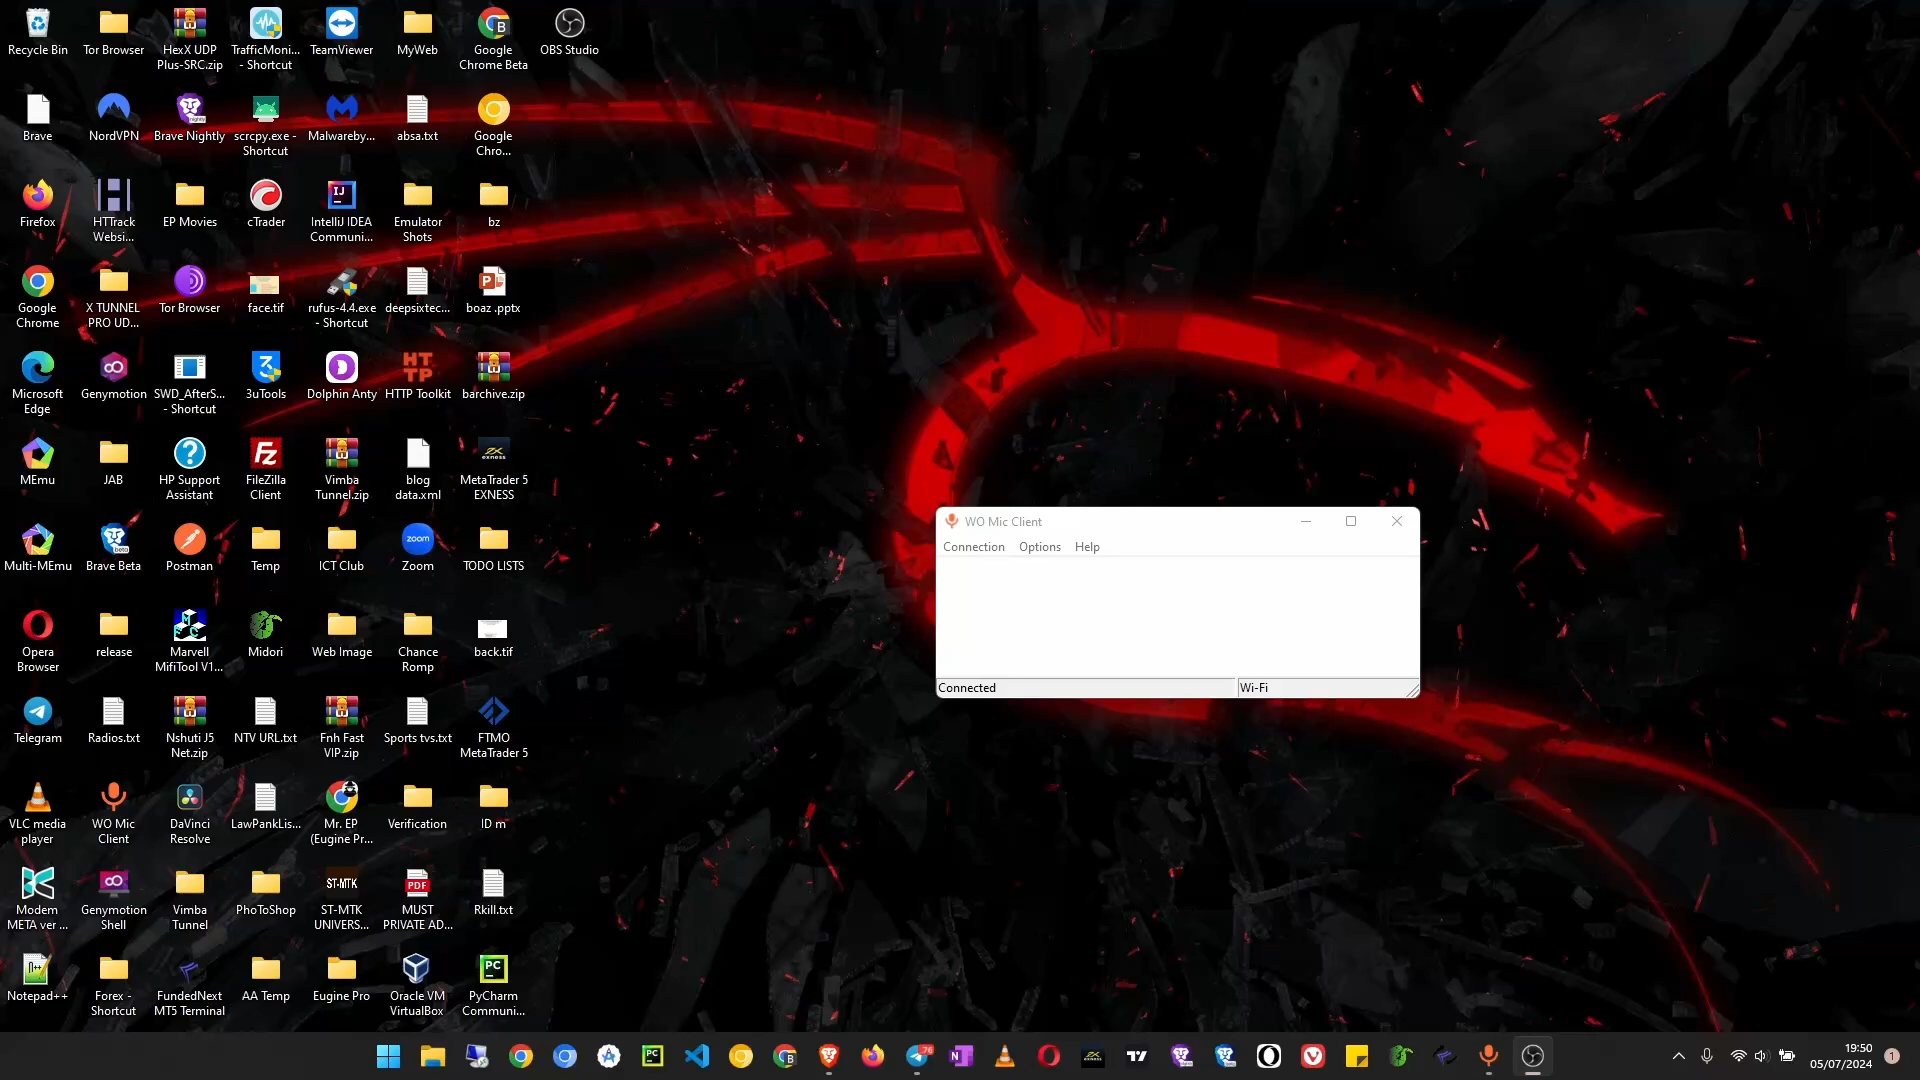 Recycle Bin
Tor Browser
HexX UDP
Plus-SRC.zip
TrafficMoni...
- Shortcut
TeamViewer
MyWeb
Google
Chrome Beta
OBS Studio
Brave
NordVPN
Brave Nightly
scrcpy.exe -
Shortcut
Malwareby...
absa.txt
Google
Chro...
Firefox
HTTrack
Websi...
EP Movies
cTrader
IntelliJ IDEA
Communi...
Emulator
Shots
bz
Google
Chrome
X TUNNEL
PRO UD...
Tor Browser
face.tif
rufus-4.4.exe
- Shortcut
deepsixtec...
boaz .pptx
Microsoft
Edge
Genymotion
SWD_AfterS...
- Shortcut
3uTools
Dolphin Anty
HTTP Toolkit
barchive.zip
MEmu
JAB
HP Support
Assistant
FileZilla
Client
Vimba
Tunnel.zip
blog
data.xml
MetaTrader 5
EXNESS
Multi-MEmu
Brave Beta
Postman
Temp
ICT Club
Zoom
TODO LISTS
WO Mic Client
Connection Options Help
Connected
Wi-Fi
Opera
Browser
release
Marvell
MifiTool V1...
Midori
Web Image
Chance
Romp
back.tif
Telegram
Radios.txt
Nshuti J5
Net.zip
NTV URL.txt
Fnh Fast
VIP.zip
Sports tvs.txt
FTMO
MetaTrader 5
VLC media
player
WO Mic
Client
DaVinci
Resolve
LawPankLis...
Mr. EP
(Eugine Pr...
Verification
ID m
Modem
META ver ...
Genymotion
Shell
Vimba
Tunnel
PhoToShop
ST-MTK
ST-MTK
UNIVERS...
MUST
PRIVATE AD...
Rkill.txt
Notepad++
Forex -
Shortcut
FundedNext
MT5 Terminal
AA Temp
Eugine Pro
Oracle VM
VirtualBox
PyCharm
Communi...
19:50
05/07/2024
1